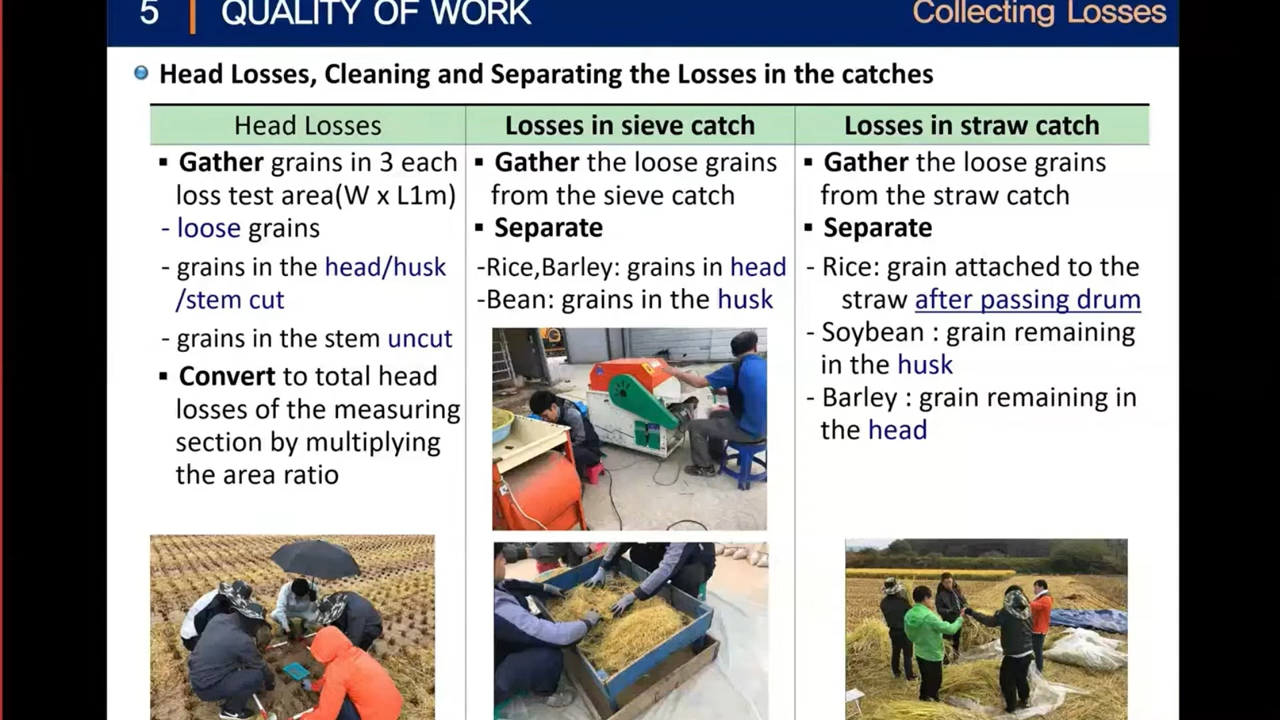 5 QUALITY OF WORK Collecting Losses
Head Losses, Cleaning and Separating the Losses in the catches
Head Losses
▪ Gather grains in 3 each
loss test area(W x L1m)
- loose grains
- grains in the head/husk
/stem cut
- grains in the stem uncut
▪ Convert to total head
losses of the measuring
section by multiplying
the area ratio
Losses in sieve catch
▪ Gather the loose grains
from the sieve catch
▪ Separate
-Rice,Barley: grains in head
-Bean: grains in the husk
Losses in straw catch
▪ Gather the loose grains
from the straw catch
▪ Separate
- Rice: grain attached to the
straw after passing drum
- Soybean : grain remaining
in the husk
- Barley : grain remaining in
the head